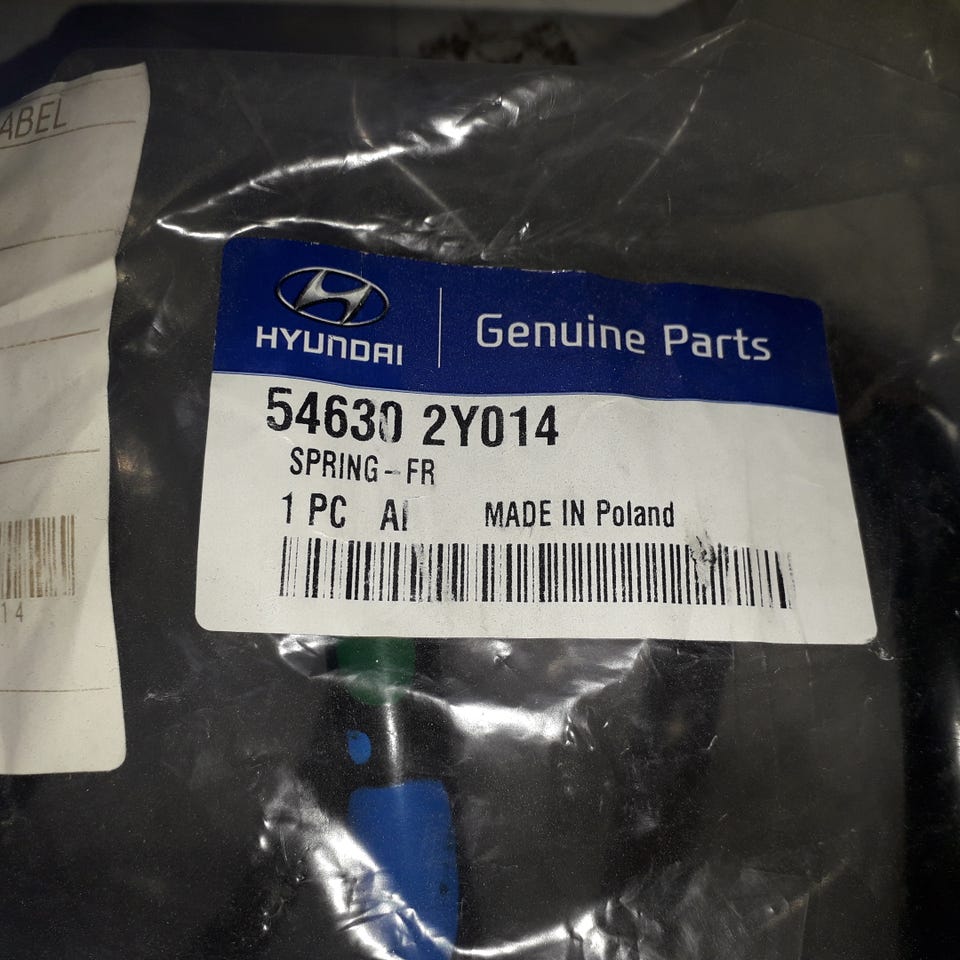 ABEL
HYUNDAI
Genuine Parts
54630 2Y014
SPRING-FR
1 PC AI MADE IN Poland
14